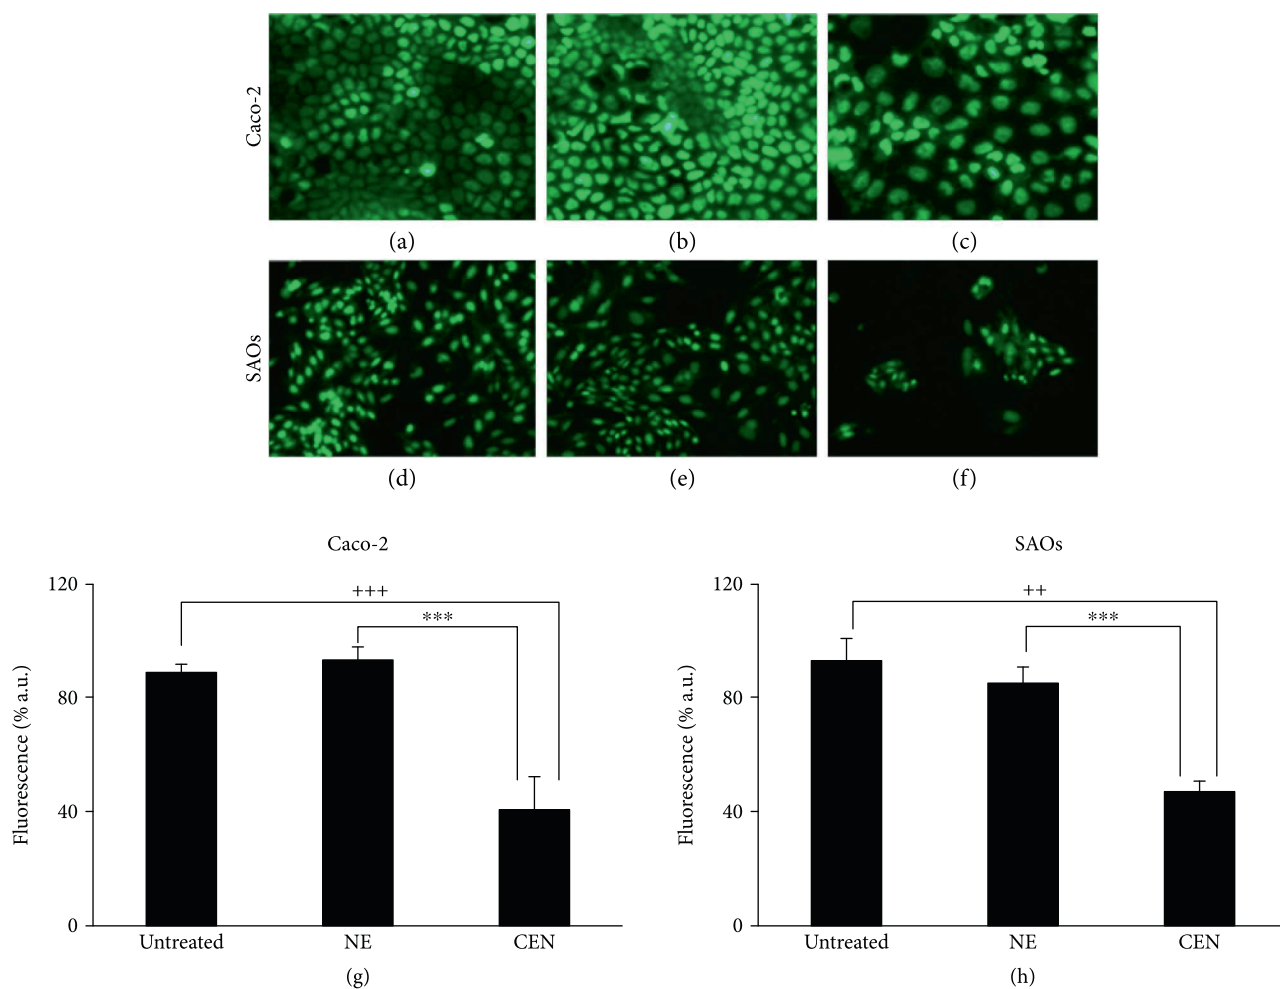 Caco-2
(a)
(b)
(c)
SAOs
(d)
(e)
(f)
Caco-2
Fluorescence (% a.u.)
120
80
40
0
+++
***
Untreated
NE
CEN
(g)
SAOs
Fluorescence (% a.u.)
120
80
40
0
++
***
Untreated
NE
CEN
(h)